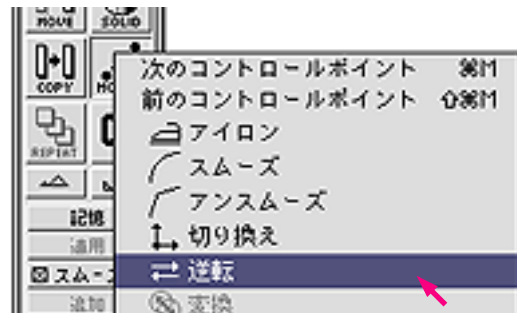 MOVE
SOLID
COPY
REPEAT
記憶
適用
スムー
追加
次のコントロールポイント ⌘M
前のコントロールポイント ⇧⌘M
アイロン
スムーズ
アンスムーズ
切り換え
逆転
変換